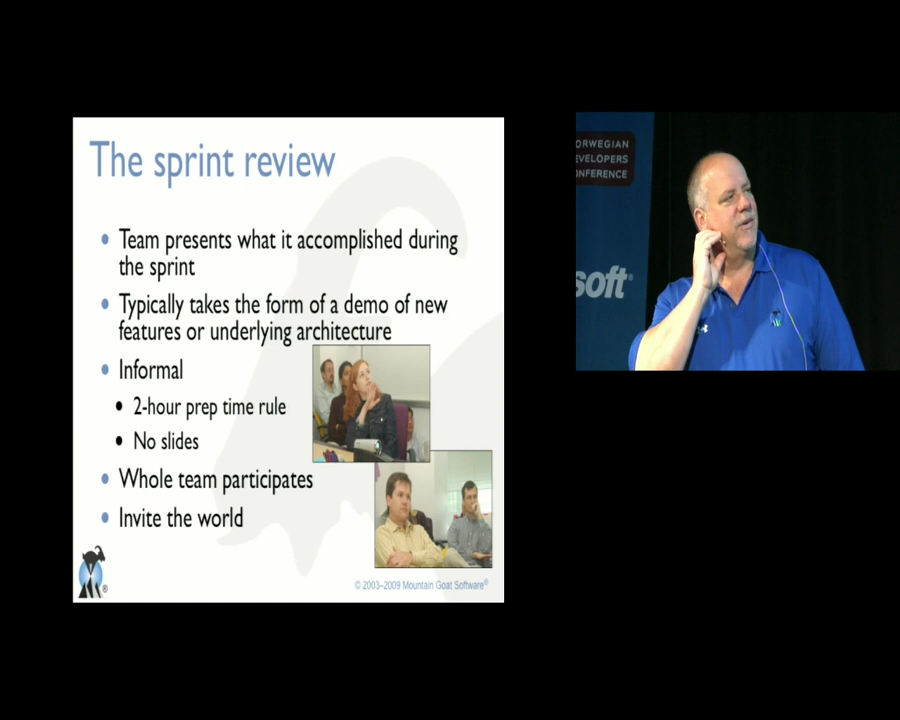 The sprint review
Team presents what it accomplished during
the sprint
Typically takes the form of a demo of new
features or underlying architecture
Informal
2-hour prep time rule
No slides
Whole team participates
Invite the world
© 2003–2009 Mountain Goat Software®
ORWEGIAN
EVELOPERS
ONFERENCE
soft®